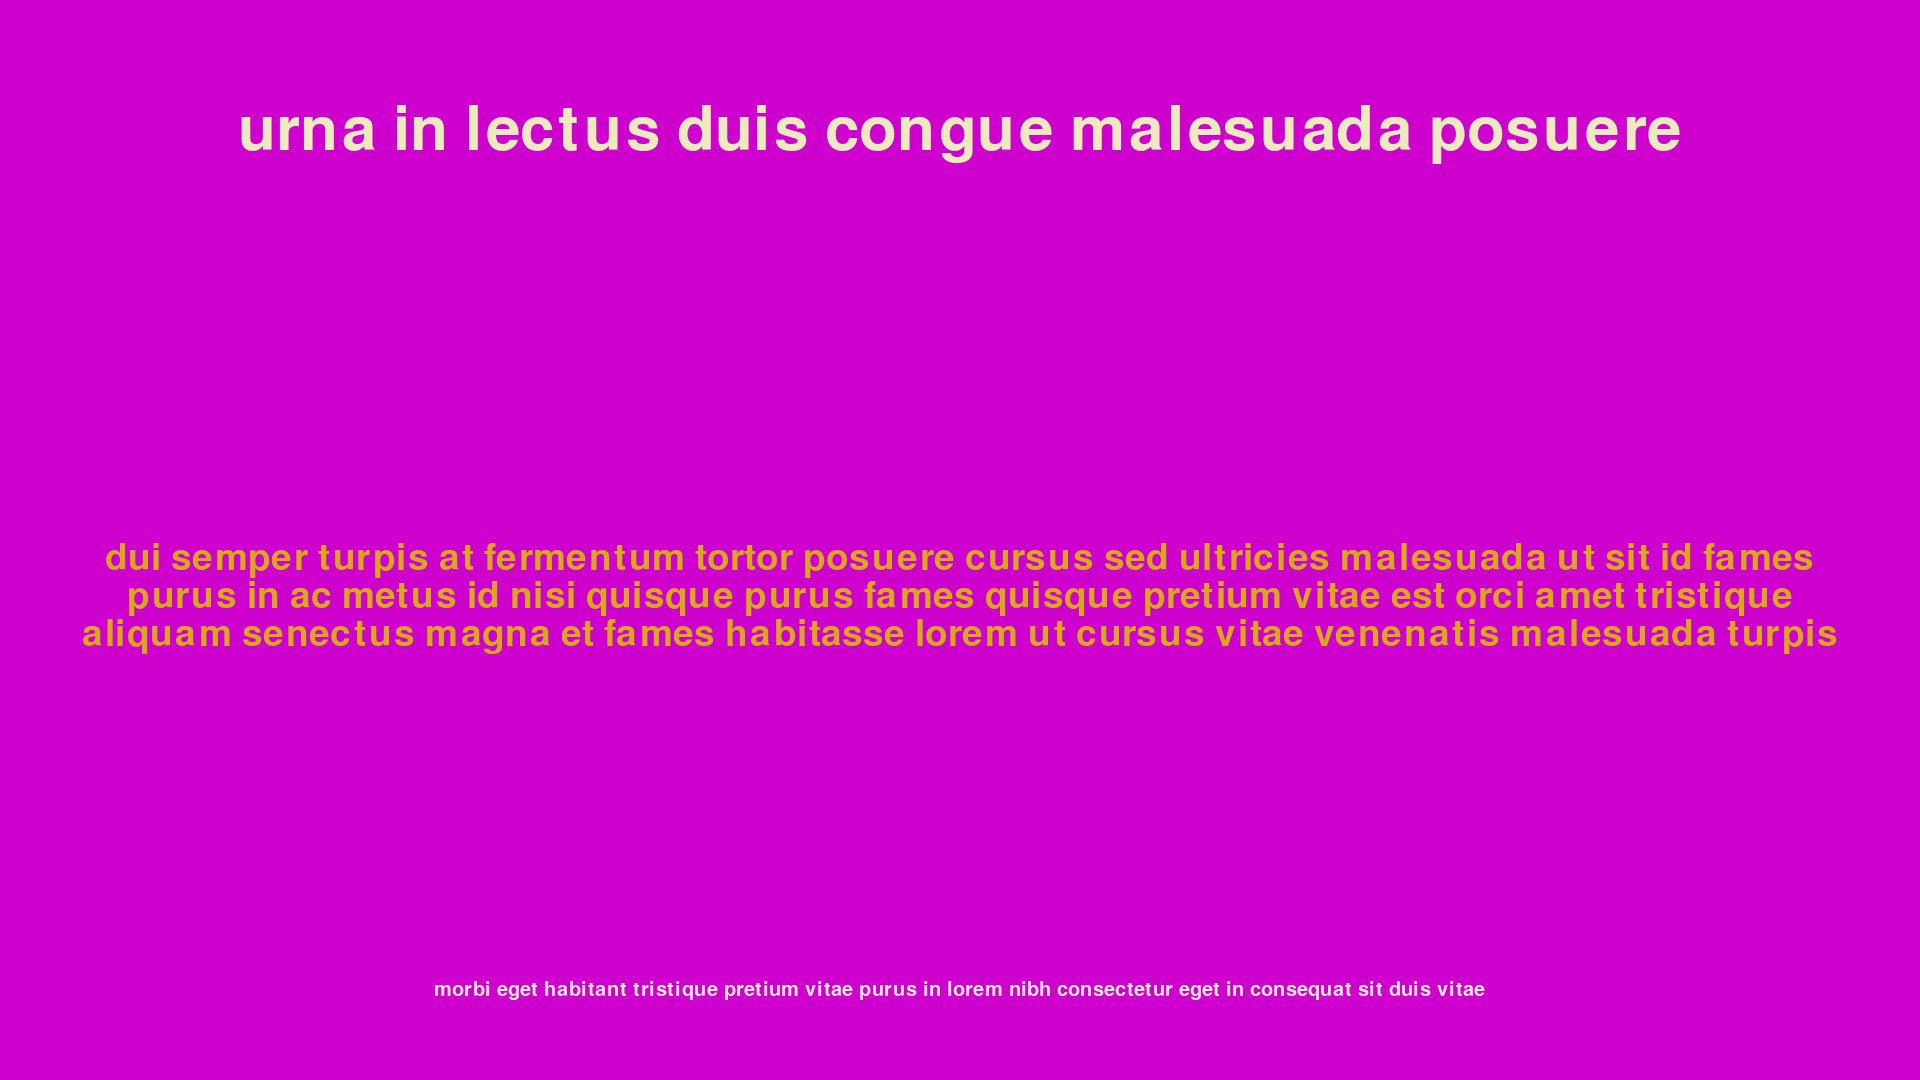 urna in lectus duis congue malesuada posuere
dui semper turpis at fermentum tortor posuere cursus sed ultricies malesuada ut sit id fames
purus in ac metus id nisi quisque purus fames quisque pretium vitae est orci amet tristique
aliquam senectus magna et fames habitasse lorem ut cursus vitae venenatis malesuada turpis
morbi eget habitant tristique pretium vitae purus in lorem nibh consectetur eget in consequat sit duis vitae